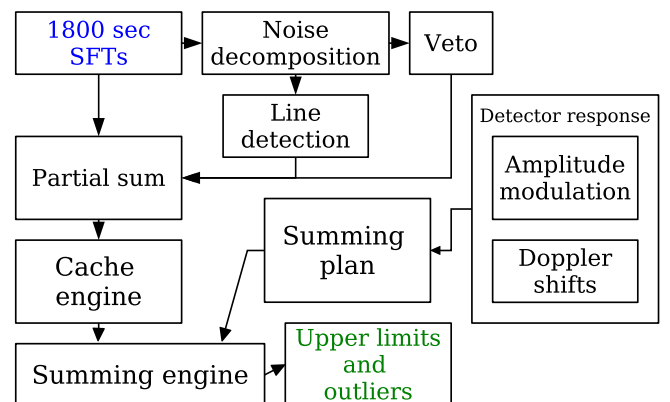 1800 sec
SFTs
Noise
decomposition
Veto
Line
detection
Detector response
Amplitude
modulation
Doppler
shifts
Partial sum
Summing
plan
Cache
engine
Summing engine
Upper limits
and
outliers